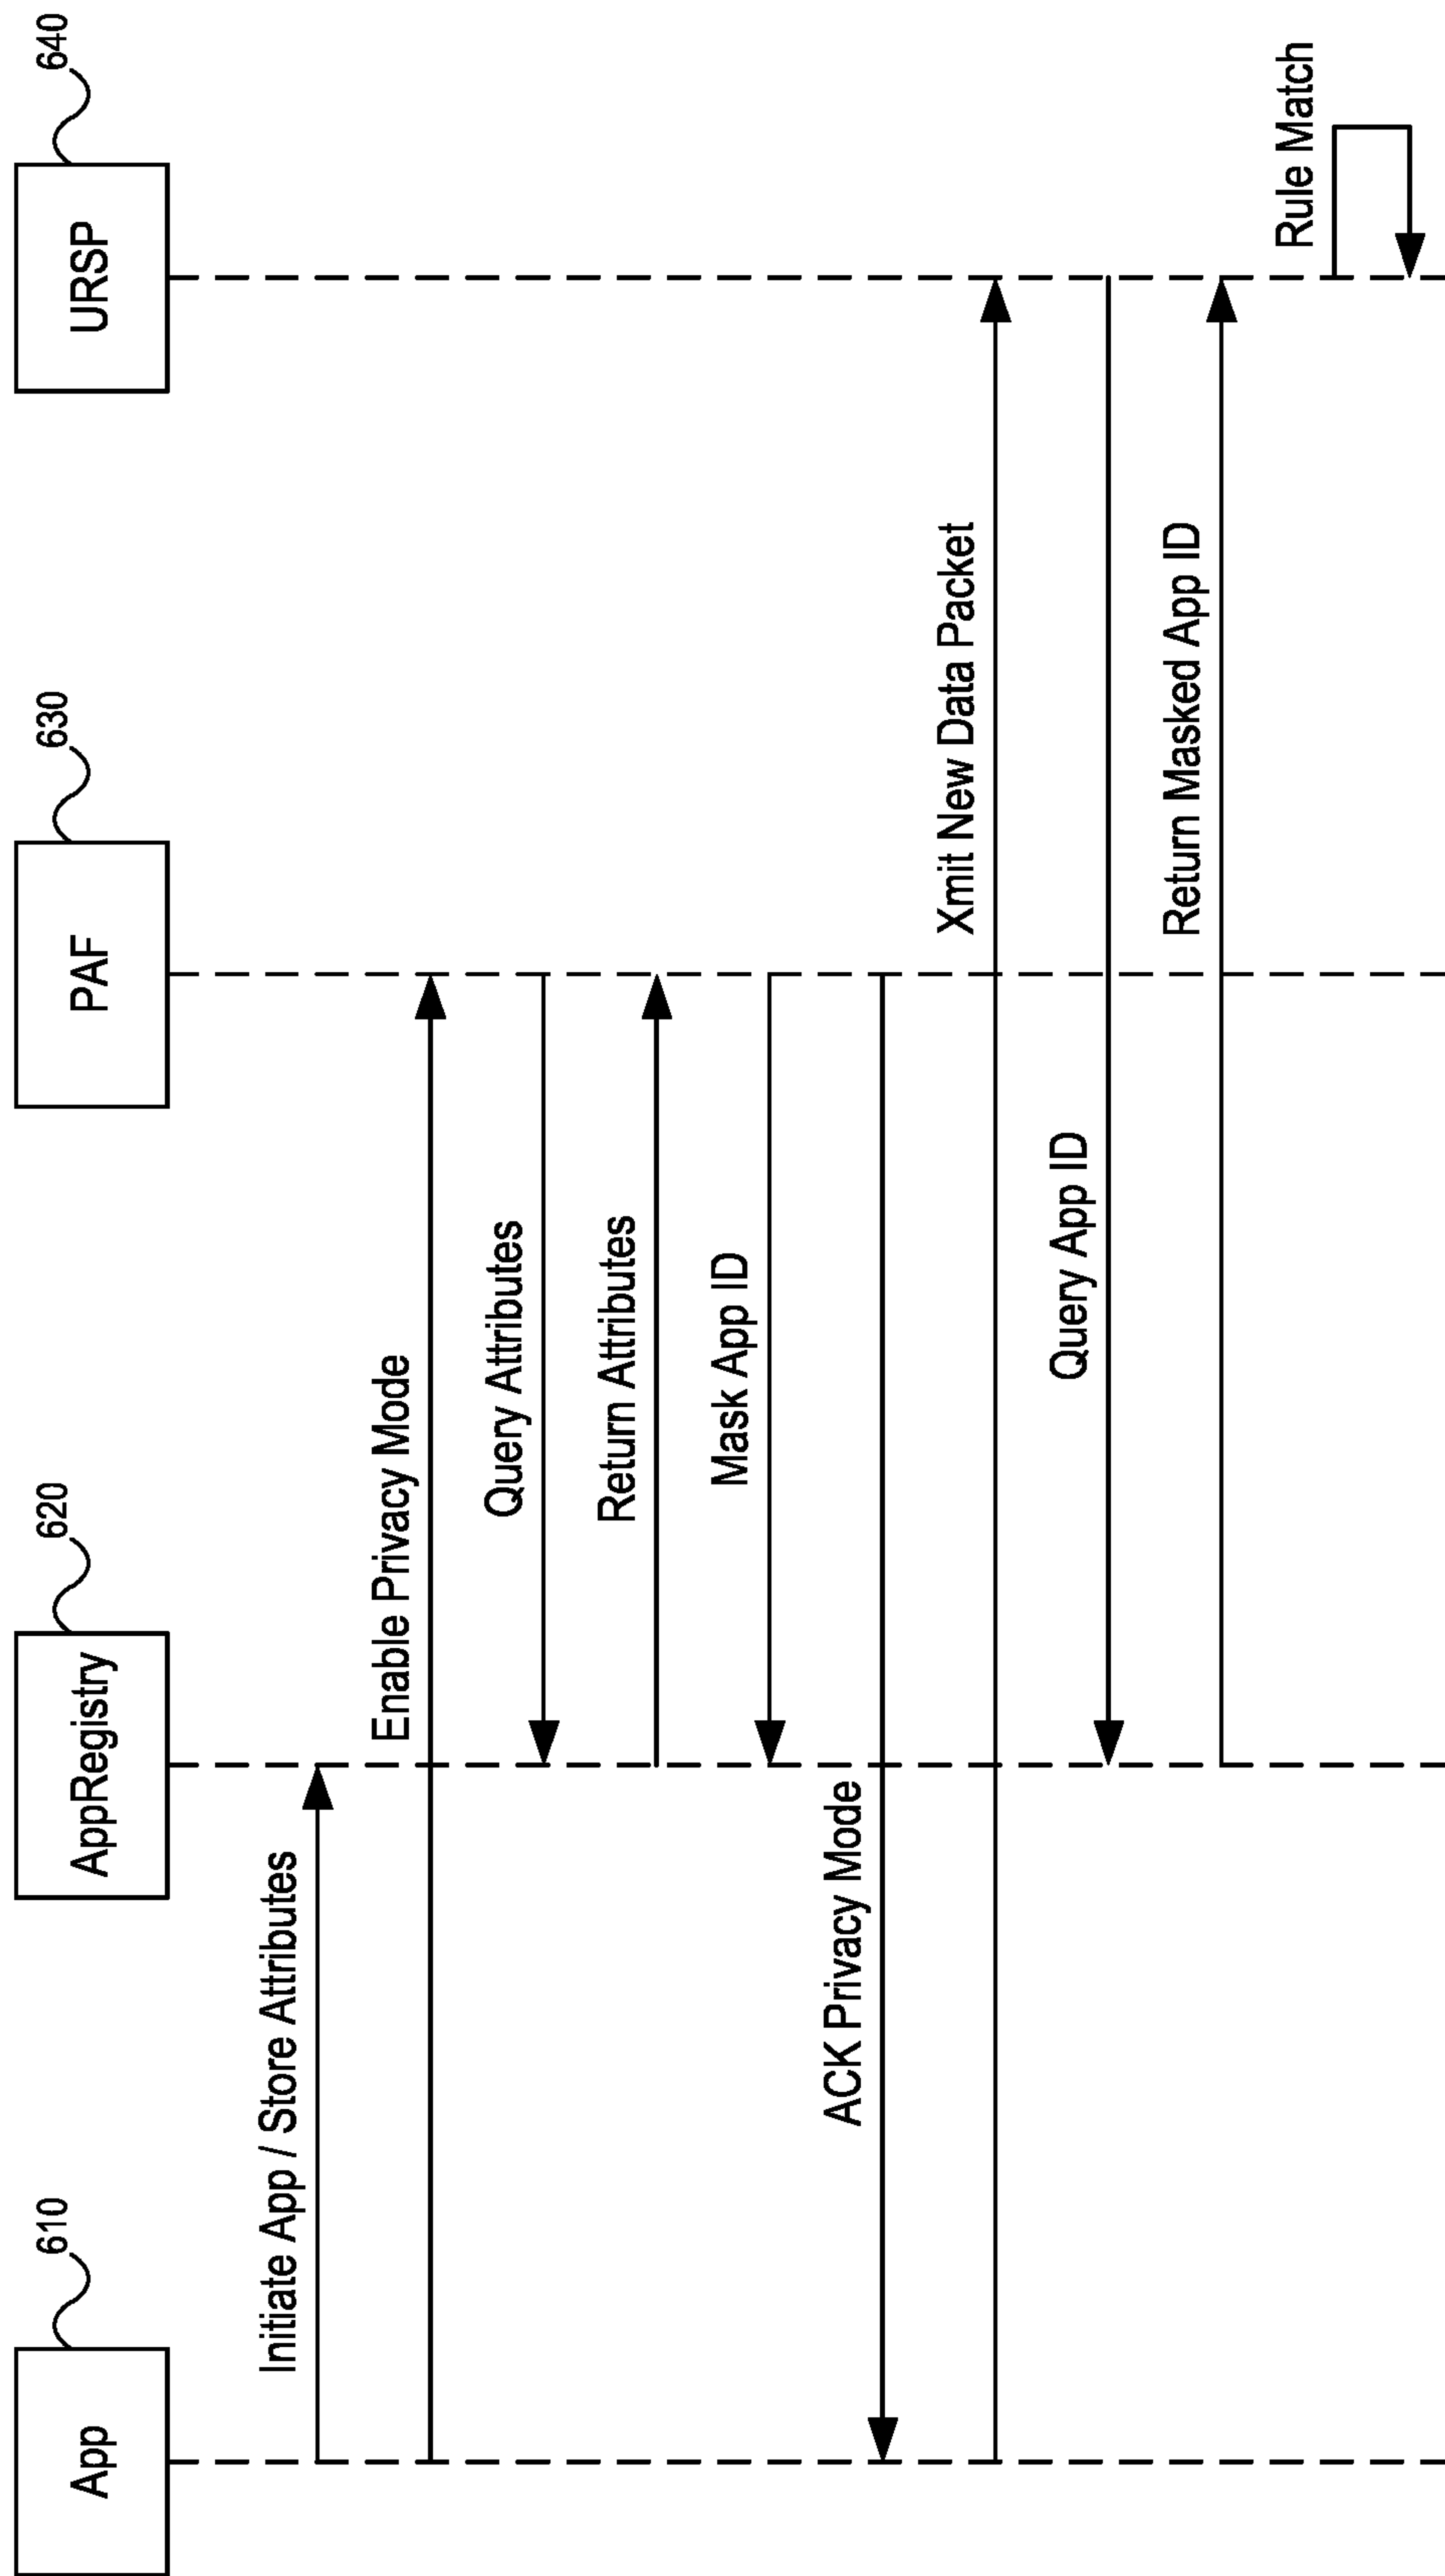 610
620
630
640
App
AppRegistry
PAF
URSP
Initiate App / Store Attributes
Enable Privacy Mode
Query Attributes
Return Attributes
Mask App ID
ACK Privacy Mode
Xmit New Data Packet
Query App ID
Return Masked App ID
Rule Match